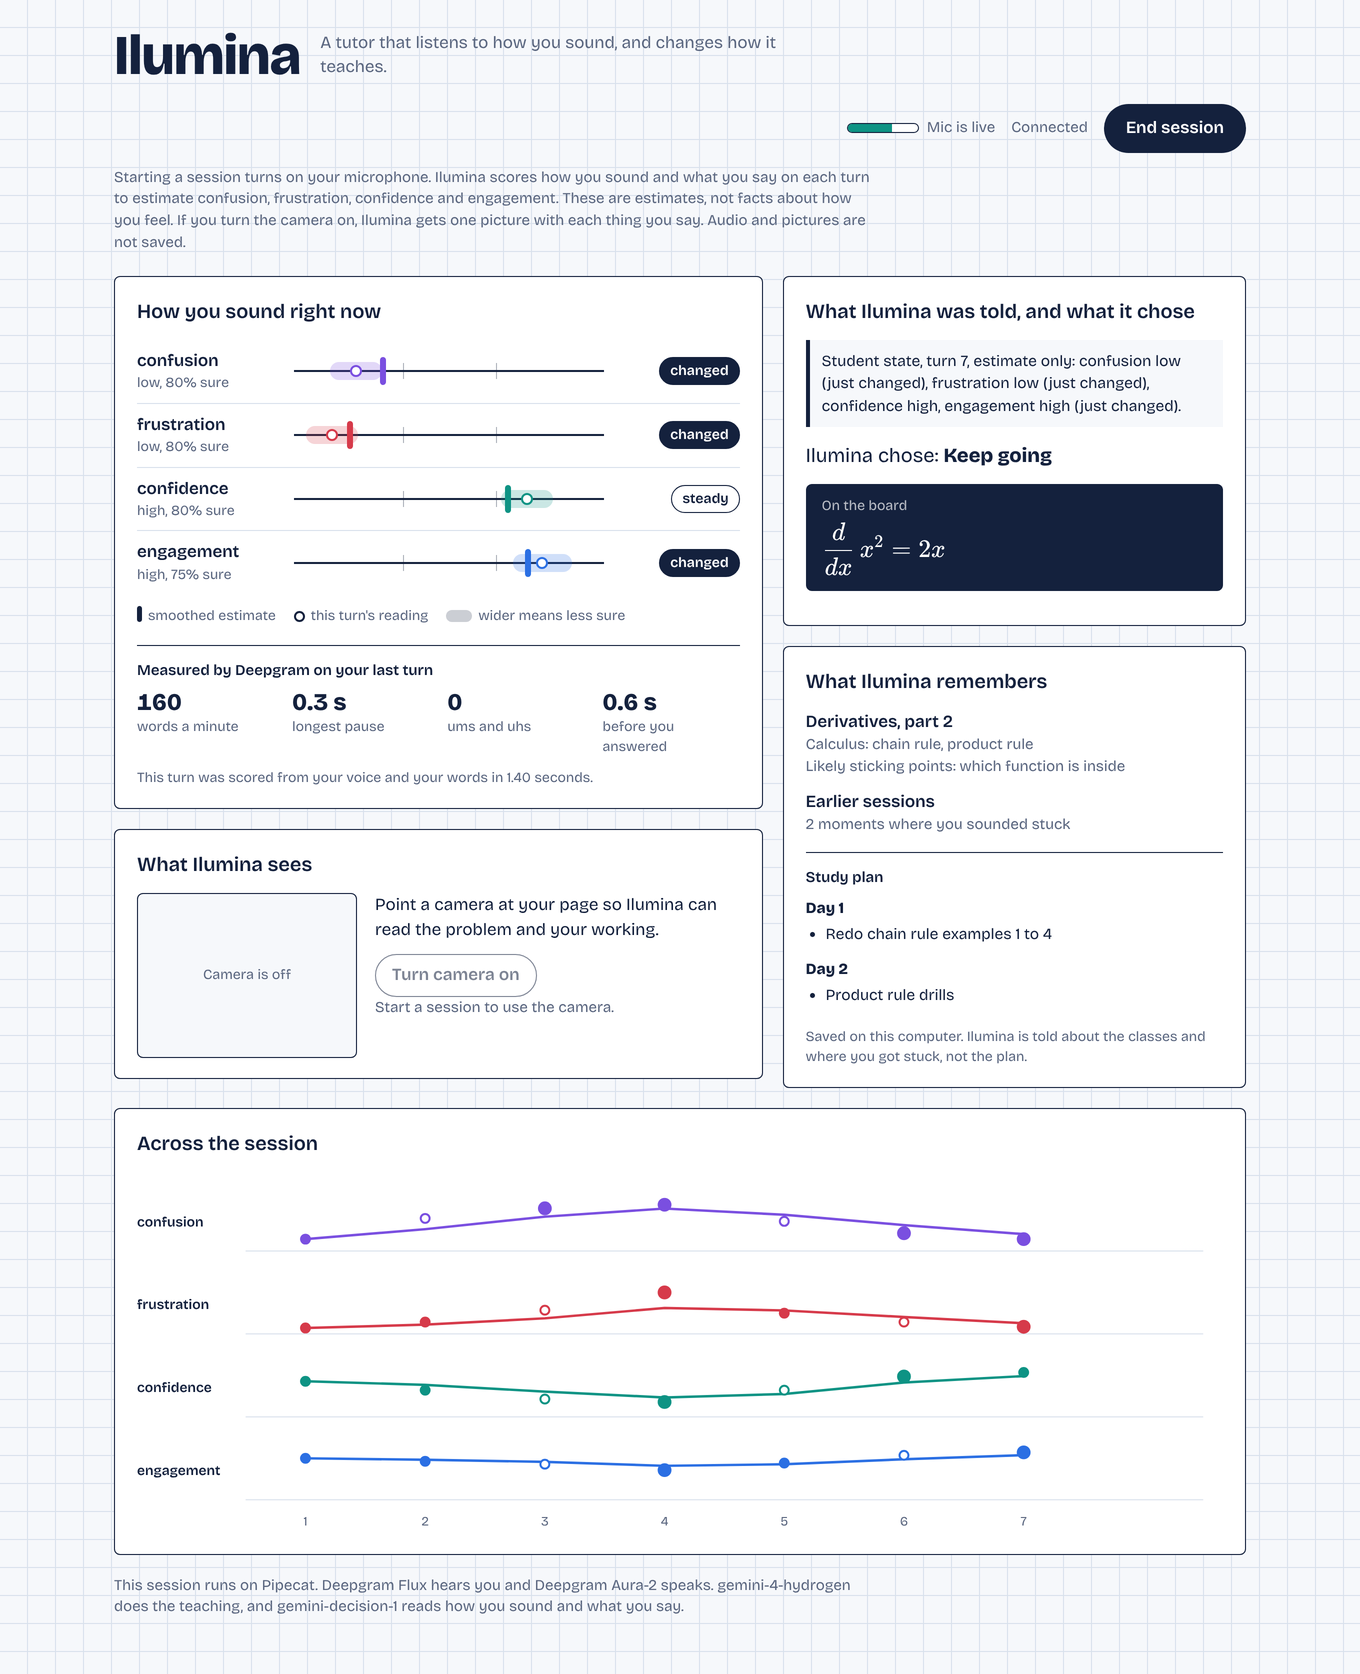 Ilumina
A tutor that listens to how you sound, and changes how it
teaches.
Mic is live
Connected
End session
Starting a session turns on your microphone. Ilumina scores how you sound and what you say on each turn
to estimate confusion, frustration, confidence and engagement. These are estimates, not facts about how
you feel. If you turn the camera on, Ilumina gets one picture with each thing you say. Audio and pictures are
not saved.
How you sound right now
confusion
low, 80% sure
changed
frustration
low, 80% sure
changed
confidence
high, 80% sure
steady
engagement
high, 75% sure
changed
smoothed estimate
this turn's reading
wider means less sure
Measured by Deepgram on your last turn
160
words a minute
0.3 s
longest pause
0
ums and uhs
0.6 s
before you
answered
This turn was scored from your voice and your words in 1.40 seconds.
What Ilumina was told, and what it chose
Student state, turn 7, estimate only: confusion low
(just changed), frustration low (just changed),
confidence high, engagement high (just changed).
Ilumina chose: Keep going
On the board
d/dx x² = 2x
What Ilumina remembers
Derivatives, part 2
Calculus: chain rule, product rule
Likely sticking points: which function is inside
Earlier sessions
2 moments where you sounded stuck
Study plan
Day 1
• Redo chain rule examples 1 to 4
Day 2
• Product rule drills
Saved on this computer. Ilumina is told about the classes and
where you got stuck, not the plan.
What Ilumina sees
Camera is off
Point a camera at your page so Ilumina can
read the problem and your working.
Turn camera on
Start a session to use the camera.
Across the session
confusion
frustration
confidence
engagement
1 2 3 4 5 6 7
This session runs on Pipecat. Deepgram Flux hears you and Deepgram Aura-2 speaks. gemini-4-hydrogen
does the teaching, and gemini-decision-1 reads how you sound and what you say.